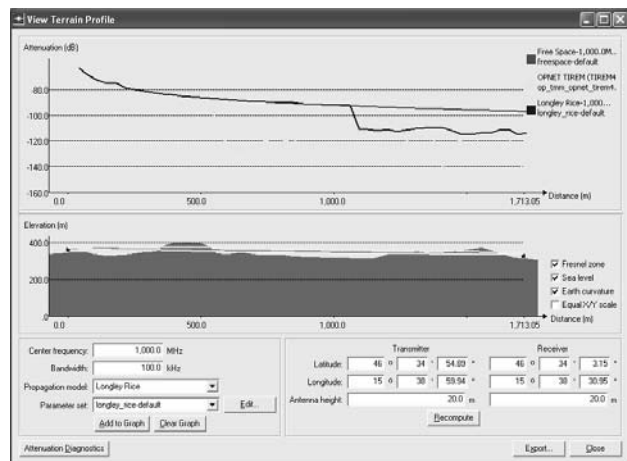 View Terrain Profile
Attenuation (dB)
-80.0
-100.0
-120.0
-140.0
-160.0
0.0
500.0
1,000.0
1,713.05
Distance (m)
Free Space-1,000.0M...
freespace-default
OPNET TIREM (TIREM4
op_tmm_opnet_tirem4.
Longley Rice-1,000...
longley_rice-default
Elevation (m)
400.0
200.0
.0
0.0
500.0
1,000.0
1,713.05
Distance (m)
Fresnel zone
Sea level
Earth curvature
Equal X/Y scale
Center frequency: 1,000.0 MHz
Bandwidth: 100.0 kHz
Propagation model: Longley Rice
Parameter set: longley_rice-default Edit...
Add to Graph Clear Graph
Transmitter Receiver
Latitude: 46 º 34 ' 54.89 " 46 º 34 ' 3.15 "
Longitude: 15 º 38 ' 59.94 " 15 º 38 ' 30.95 "
Antenna height: 20.0 m 20.0 m
Recompute
Attenuation Diagnostics Export... Close